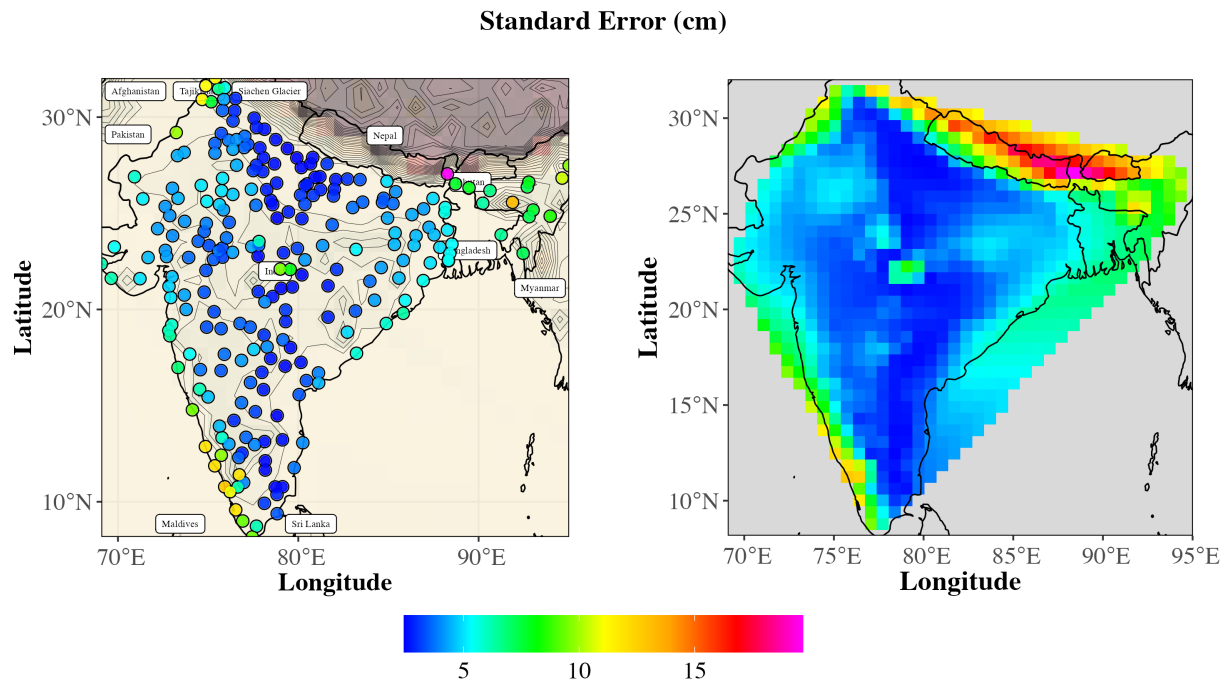 Standard Error (cm)
Afghanistan
Siachen Glacier
Pakistan
Nepal
Myanmar
Maldives
Sri Lanka
30°N
20°N
10°N
Latitude
70°E 80°E 90°E
Longitude
30°N
25°N
20°N
15°N
10°N
Latitude
70°E 75°E 80°E 85°E 90°E 95°E
Longitude
5 10 15